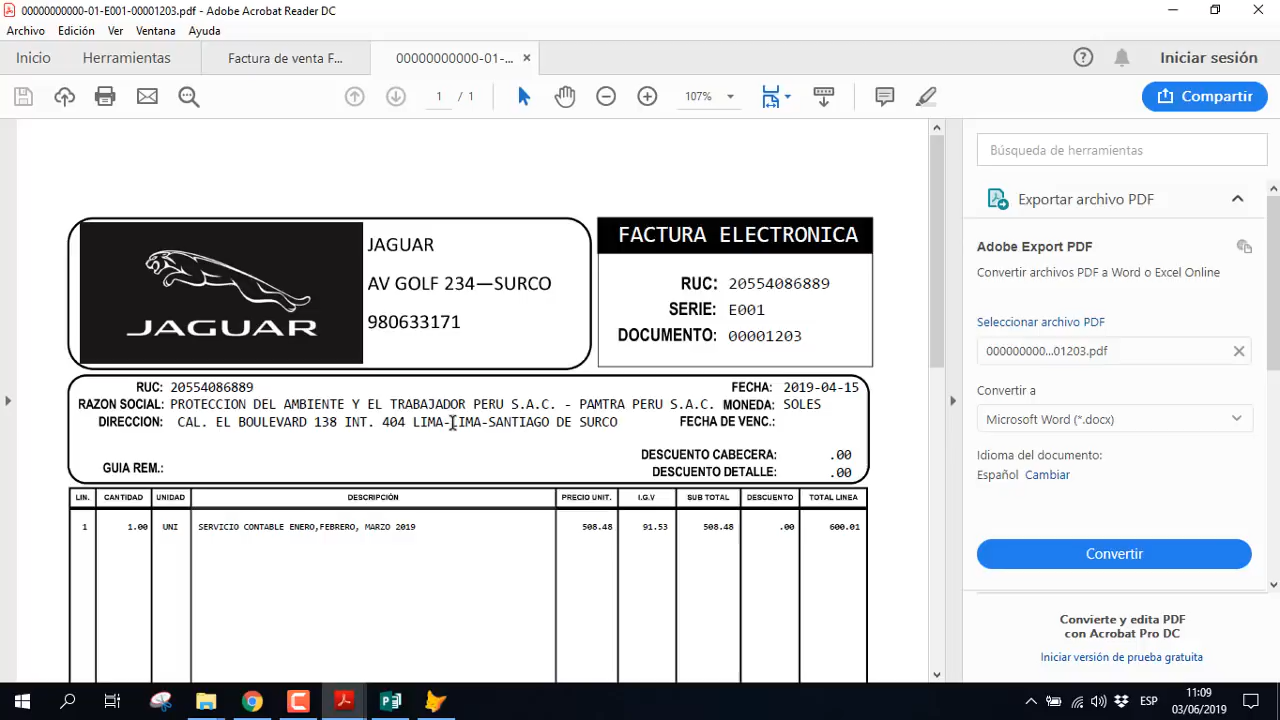 00000000000-01-E001-00001203.pdf - Adobe Acrobat Reader DC
Archivo Edición Ver Ventana Ayuda
Inicio Herramientas Factura de venta F... 00000000000-01-... × Iniciar sesión
1 / 1 107% Compartir
Búsqueda de herramientas
Exportar archivo PDF
Adobe Export PDF
Convertir archivos PDF a Word o Excel Online
Seleccionar archivo PDF
000000000...01203.pdf
Convertir a
Microsoft Word (*.docx)
Idioma del documento:
Español Cambiar
Convertir
Convierte y edita PDF
con Acrobat Pro DC
Iniciar versión de prueba gratuita
JAGUAR
JAGUAR
AV GOLF 234—SURCO
980633171
FACTURA ELECTRONICA
RUC: 20554086889
SERIE: E001
DOCUMENTO: 00001203
RUC: 20554086889 FECHA: 2019-04-15
RAZON SOCIAL: PROTECCION DEL AMBIENTE Y EL TRABAJADOR PERU S.A.C. - PAMTRA PERU S.A.C. MONEDA: SOLES
DIRECCION: CAL. EL BOULEVARD 138 INT. 404 LIMA-LIMA-SANTIAGO DE SURCO FECHA DE VENC.:
DESCUENTO CABECERA: .00
GUIA REM.: DESCUENTO DETALLE: .00
LIN. CANTIDAD UNIDAD DESCRIPCIÓN PRECIO UNIT. I.G.V SUB TOTAL DESCUENTO TOTAL LINEA
1 1.00 UNI SERVICIO CONTABLE ENERO,FEBRERO, MARZO 2019 508.48 91.53 508.48 .00 600.01
ESP 11:09
03/06/2019